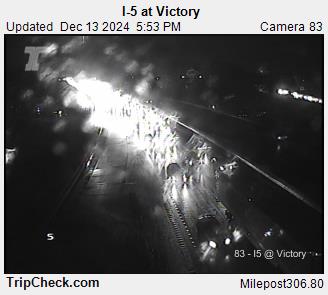 I-5 at Victory
Updated Dec 13 2024 5:53 PM Camera 83
T
S
83 - I5 @ Victory
TripCheck.com Milepost306.80